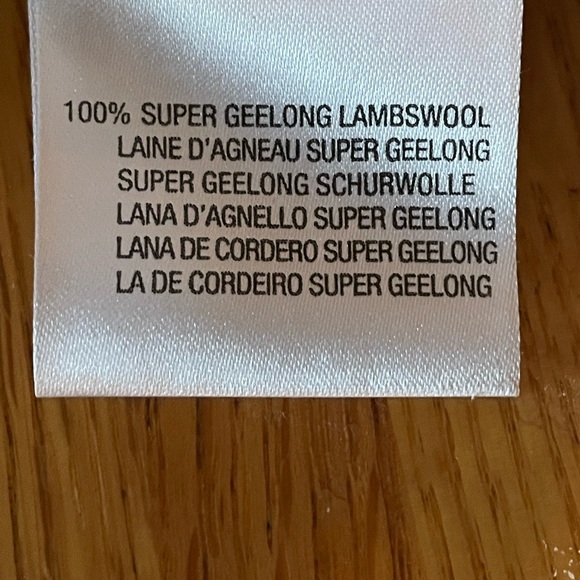 100% SUPER GEELONG LAMBSWOOL
LAINE D'AGNEAU SUPER GEELONG
SUPER GEELONG SCHURWOLLE
LANA D'AGNELLO SUPER GEELONG
LANA DE CORDERO SUPER GEELONG
LA DE CORDEIRO SUPER GEELONG